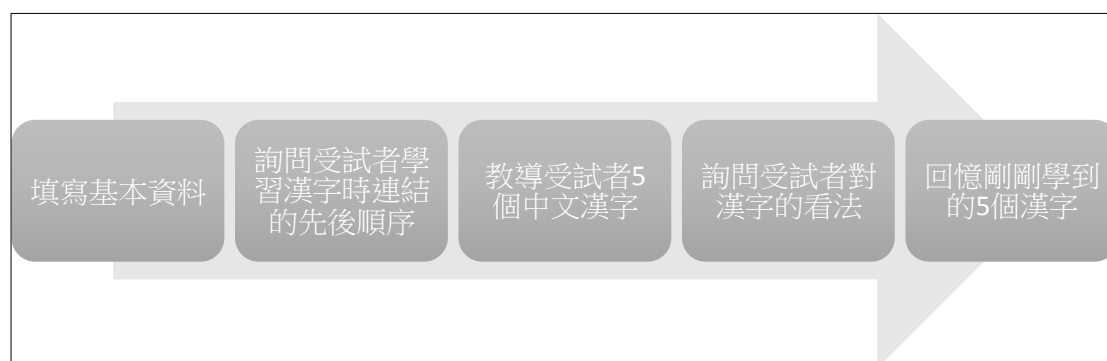 填寫基本資料
詢問受試者學
習漢字時連結
的先後順序
教導受試者5
個中文漢字
詢問受試者對
漢字的看法
回憶剛剛學到
的5個漢字